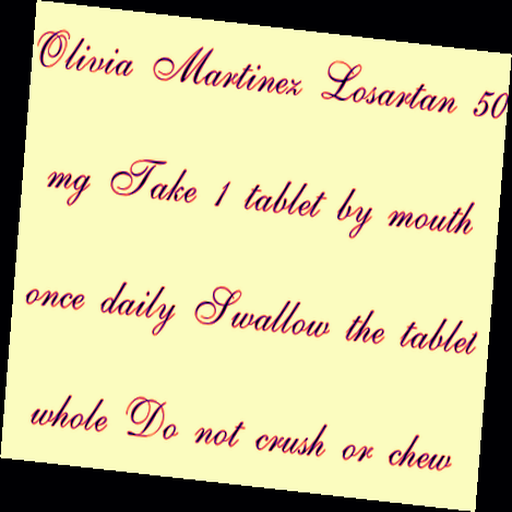 Olivia Martinez Losartan 50
mg Take 1 tablet by mouth
once daily Swallow the tablet
whole Do not crush or chew